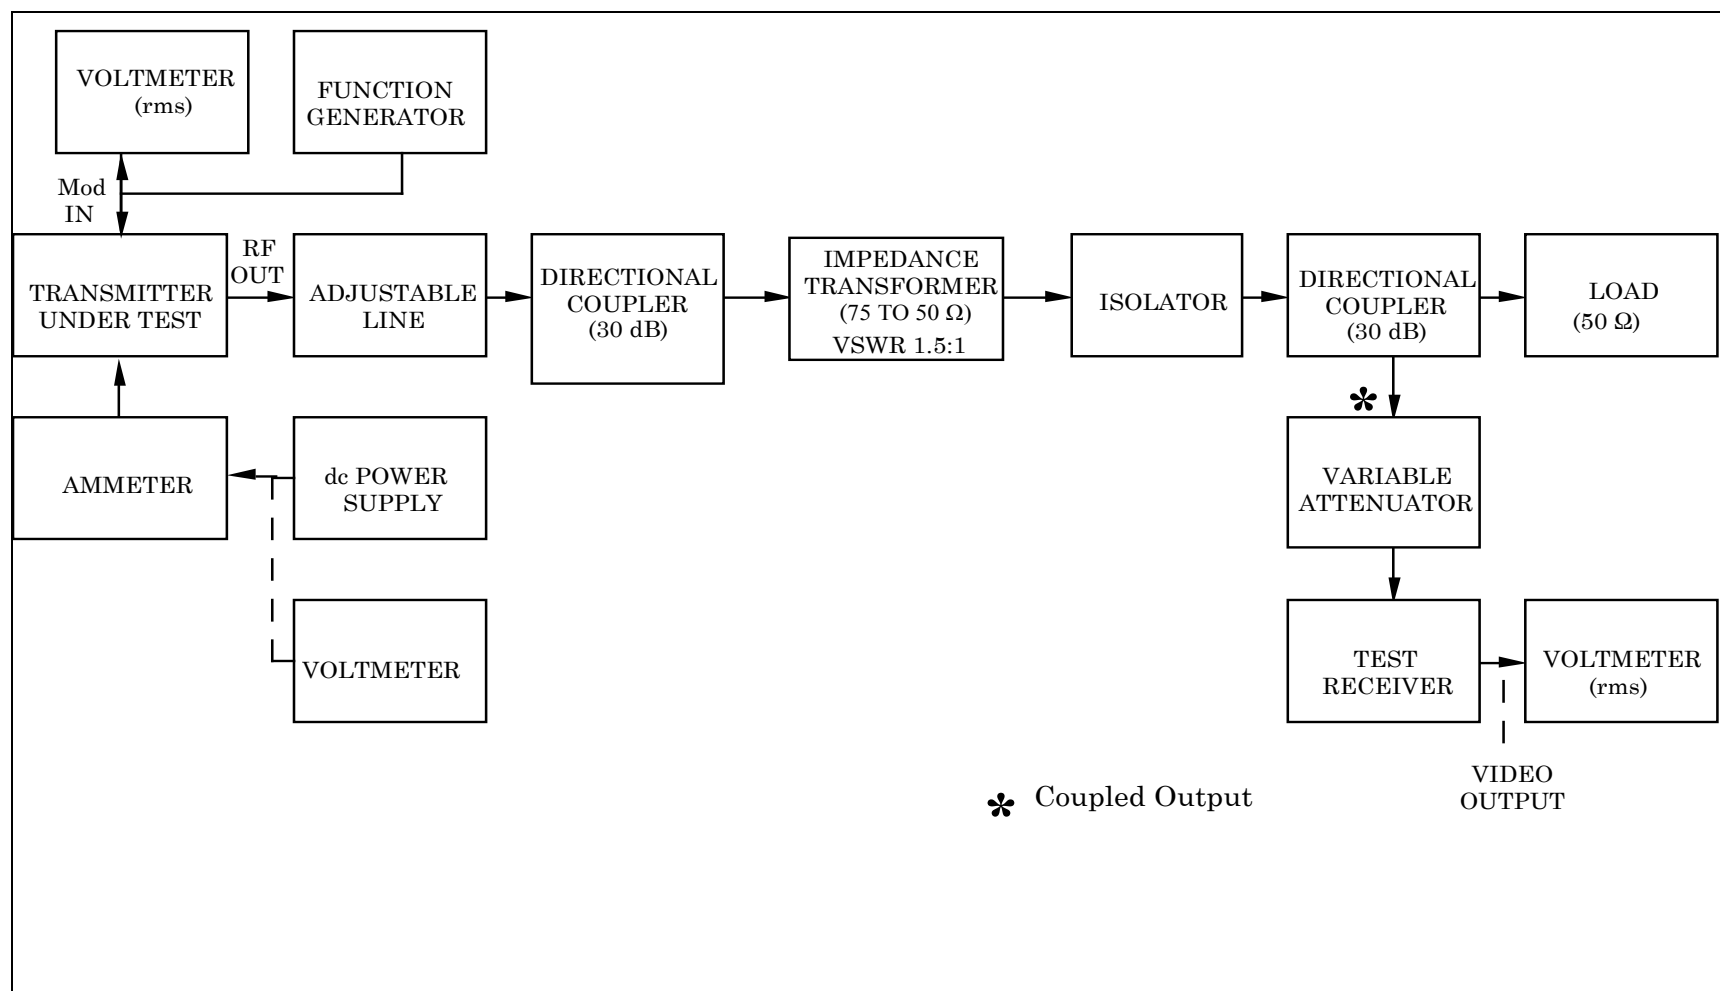 VOLTMETER
(rms)
FUNCTION
GENERATOR
Mod
IN
TRANSMITTER
UNDER TEST
RF
OUT
ADJUSTABLE
LINE
DIRECTIONAL
COUPLER
(30 dB)
IMPEDANCE
TRANSFORMER
(75 TO 50 Ω)
VSWR 1.5:1
ISOLATOR
DIRECTIONAL
COUPLER
(30 dB)
LOAD
(50 Ω)
*
AMMETER
dc POWER
SUPPLY
VARIABLE
ATTENUATOR
VOLTMETER
TEST
RECEIVER
VOLTMETER
(rms)
VIDEO
OUTPUT
* Coupled Output